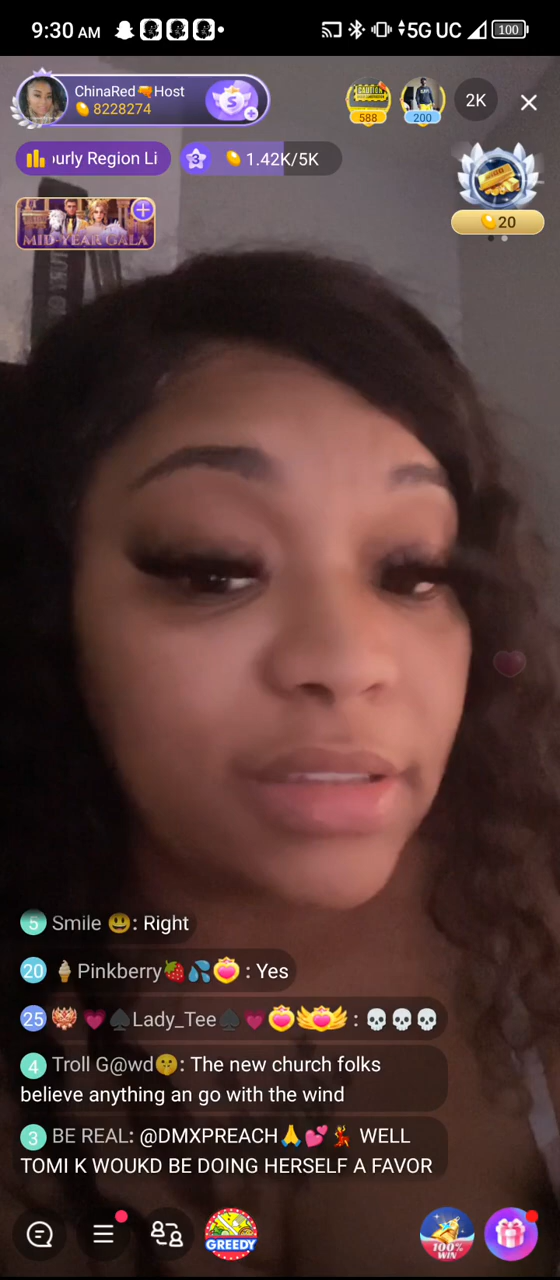 9:30 AM 5G UC 100
ChinaRed🔫Host
8228274
S
588
200
2K
urly Region Li
3 1.42K/5K
20
MID-YEAR GALA
5 Smile 😃: Right
20 🍦Pinkberry🍓💦 : Yes
25 💗♠Lady_Tee♠💗 : 💀💀💀
4 Troll G@wd🤫: The new church folks
believe anything an go with the wind
3 BE REAL: @DMXPREACH🙏💕💃 WELL
TOMI K WOUKD BE DOING HERSELF A FAVOR
GREEDY
100%
WIN